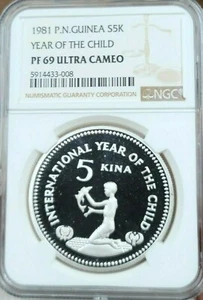 1981 P.N.GUINEA S5K
YEAR OF THE CHILD
PF 69 ULTRA CAMEO
5914433-008
NUMISMATIC GUARANTY CORPORATION
NGC
INTERNATIONAL YEAR OF THE CHILD
5
KINA